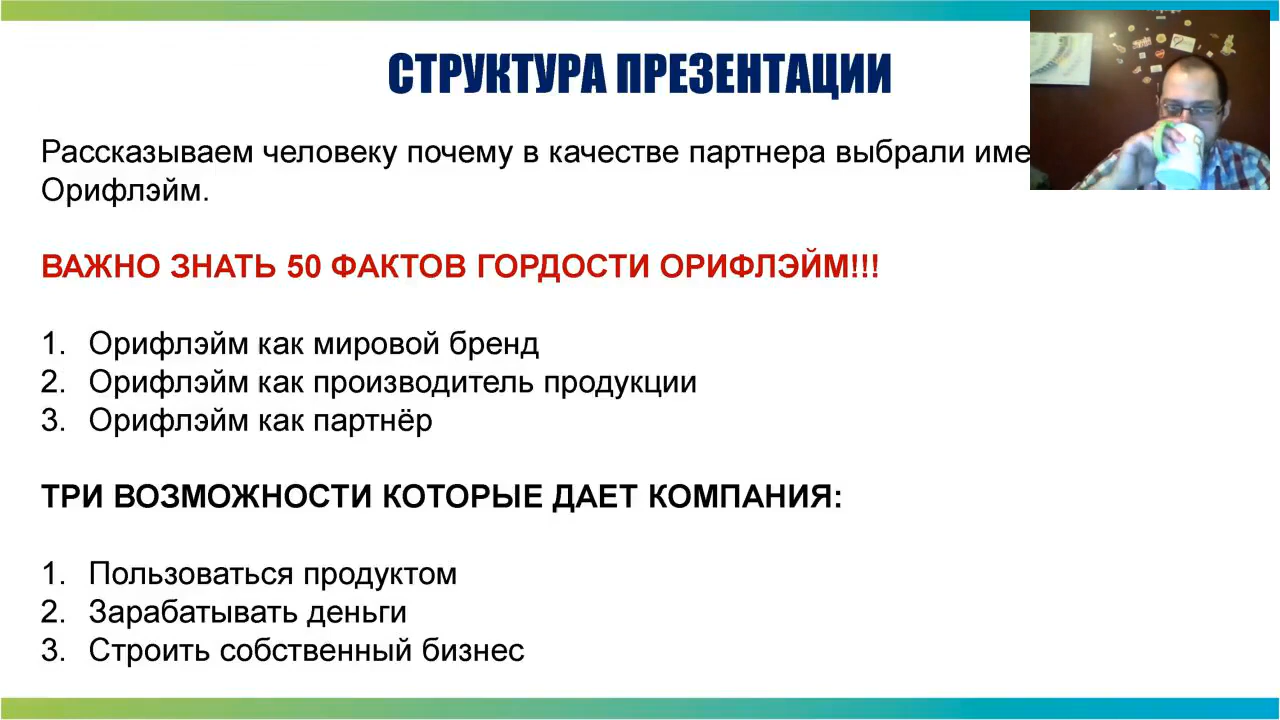 СТРУКТУРА ПРЕЗЕНТАЦИИ
Рассказываем человеку почему в качестве партнера выбрали
Орифлэйм.
ВАЖНО ЗНАТЬ 50 ФАКТОВ ГОРДОСТИ ОРИФЛЭЙМ!!!
1. Орифлэйм как мировой бренд
2. Орифлэйм как производитель продукции
3. Орифлэйм как партнёр
ТРИ ВОЗМОЖНОСТИ КОТОРЫЕ ДАЕТ КОМПАНИЯ:
1. Пользоваться продуктом
2. Зарабатывать деньги
3. Строить собственный бизнес